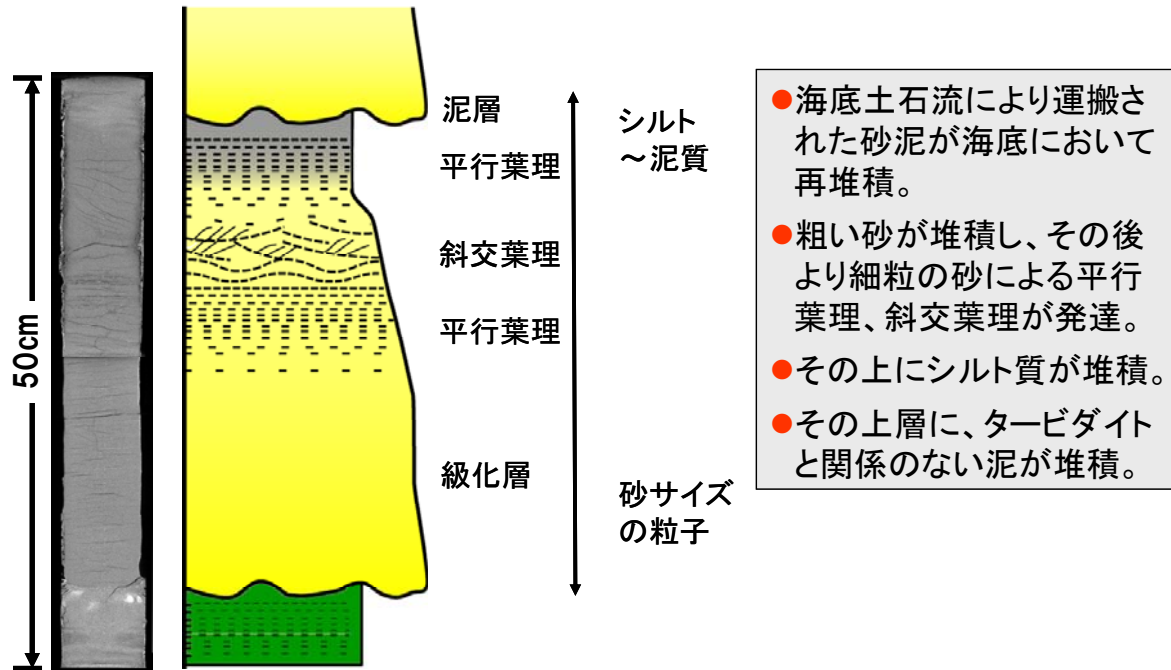 50cm
泥層
平行葉理
斜交葉理
平行葉理
級化層
シルト
～泥質
砂サイズ
の粒子
●海底土石流により運搬さ
れた砂泥が海底において
再堆積。
●粗い砂が堆積し、その後
より細粒の砂による平行
葉理、斜交葉理が発達。
●その上にシルト質が堆積。
●その上層に、タービダイト
と関係のない泥が堆積。